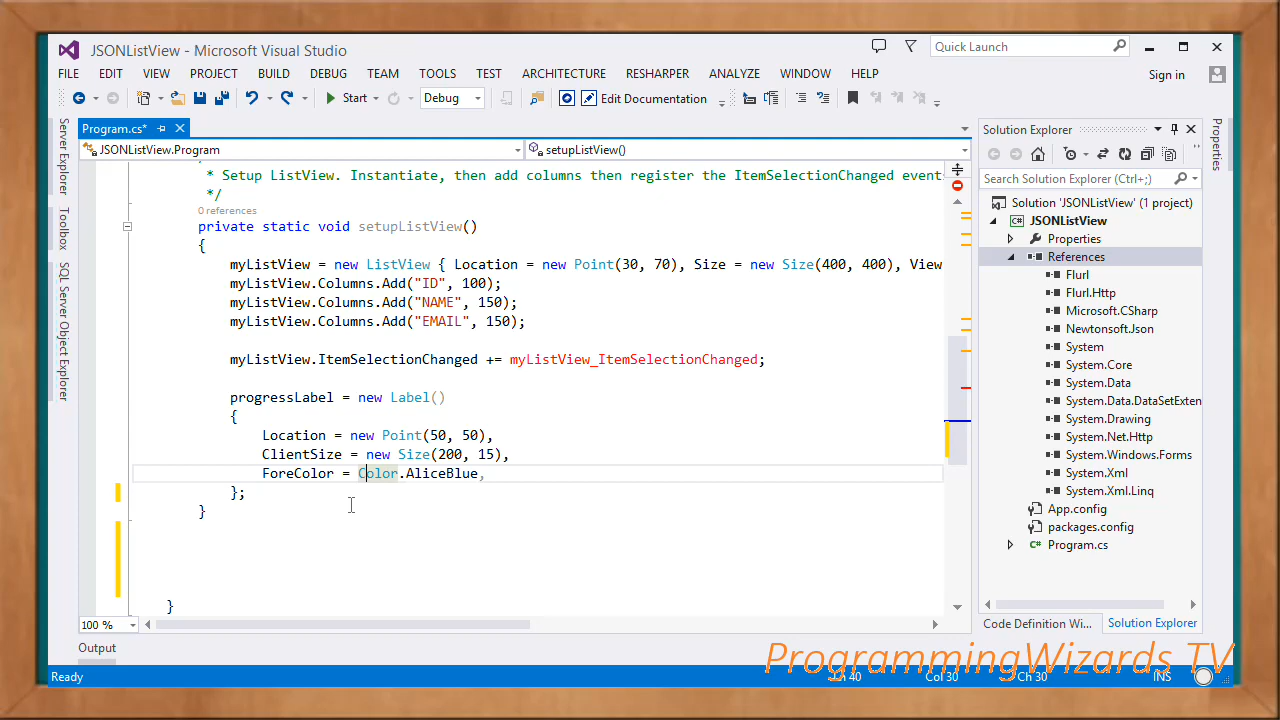 JSONListView - Microsoft Visual Studio
Quick Launch
FILE EDIT VIEW PROJECT BUILD DEBUG TEAM TOOLS TEST ARCHITECTURE RESHARPER ANALYZE WINDOW HELP
Sign in
Start Debug Edit Documentation
Server Explorer
Toolbox
SQL Server Object Explorer
Program.cs*
JSONListView.Program
setupListView()
* Setup ListView. Instantiate, then add columns then register the ItemSelectionChanged event
*/
0 references
private static void setupListView()
{
myListView = new ListView { Location = new Point(30, 70), Size = new Size(400, 400), View
myListView.Columns.Add("ID", 100);
myListView.Columns.Add("NAME", 150);
myListView.Columns.Add("EMAIL", 150);
myListView.ItemSelectionChanged += myListView_ItemSelectionChanged;
progressLabel = new Label()
{
Location = new Point(50, 50),
ClientSize = new Size(200, 15),
ForeColor = Color.AliceBlue,
};
}
}
100 %
Output
Solution Explorer
Search Solution Explorer (Ctrl+;)
Solution 'JSONListView' (1 project)
JSONListView
Properties
References
Flurl
Flurl.Http
Microsoft.CSharp
Newtonsoft.Json
System
System.Core
System.Data
System.Data.DataSetExten
System.Drawing
System.Net.Http
System.Windows.Forms
System.Xml
System.Xml.Linq
App.config
packages.config
Program.cs
Code Definition Wi...
Solution Explorer
Properties
ProgrammingWizards TV
Ready
Ln 40
Col 30
Ch 30
INS